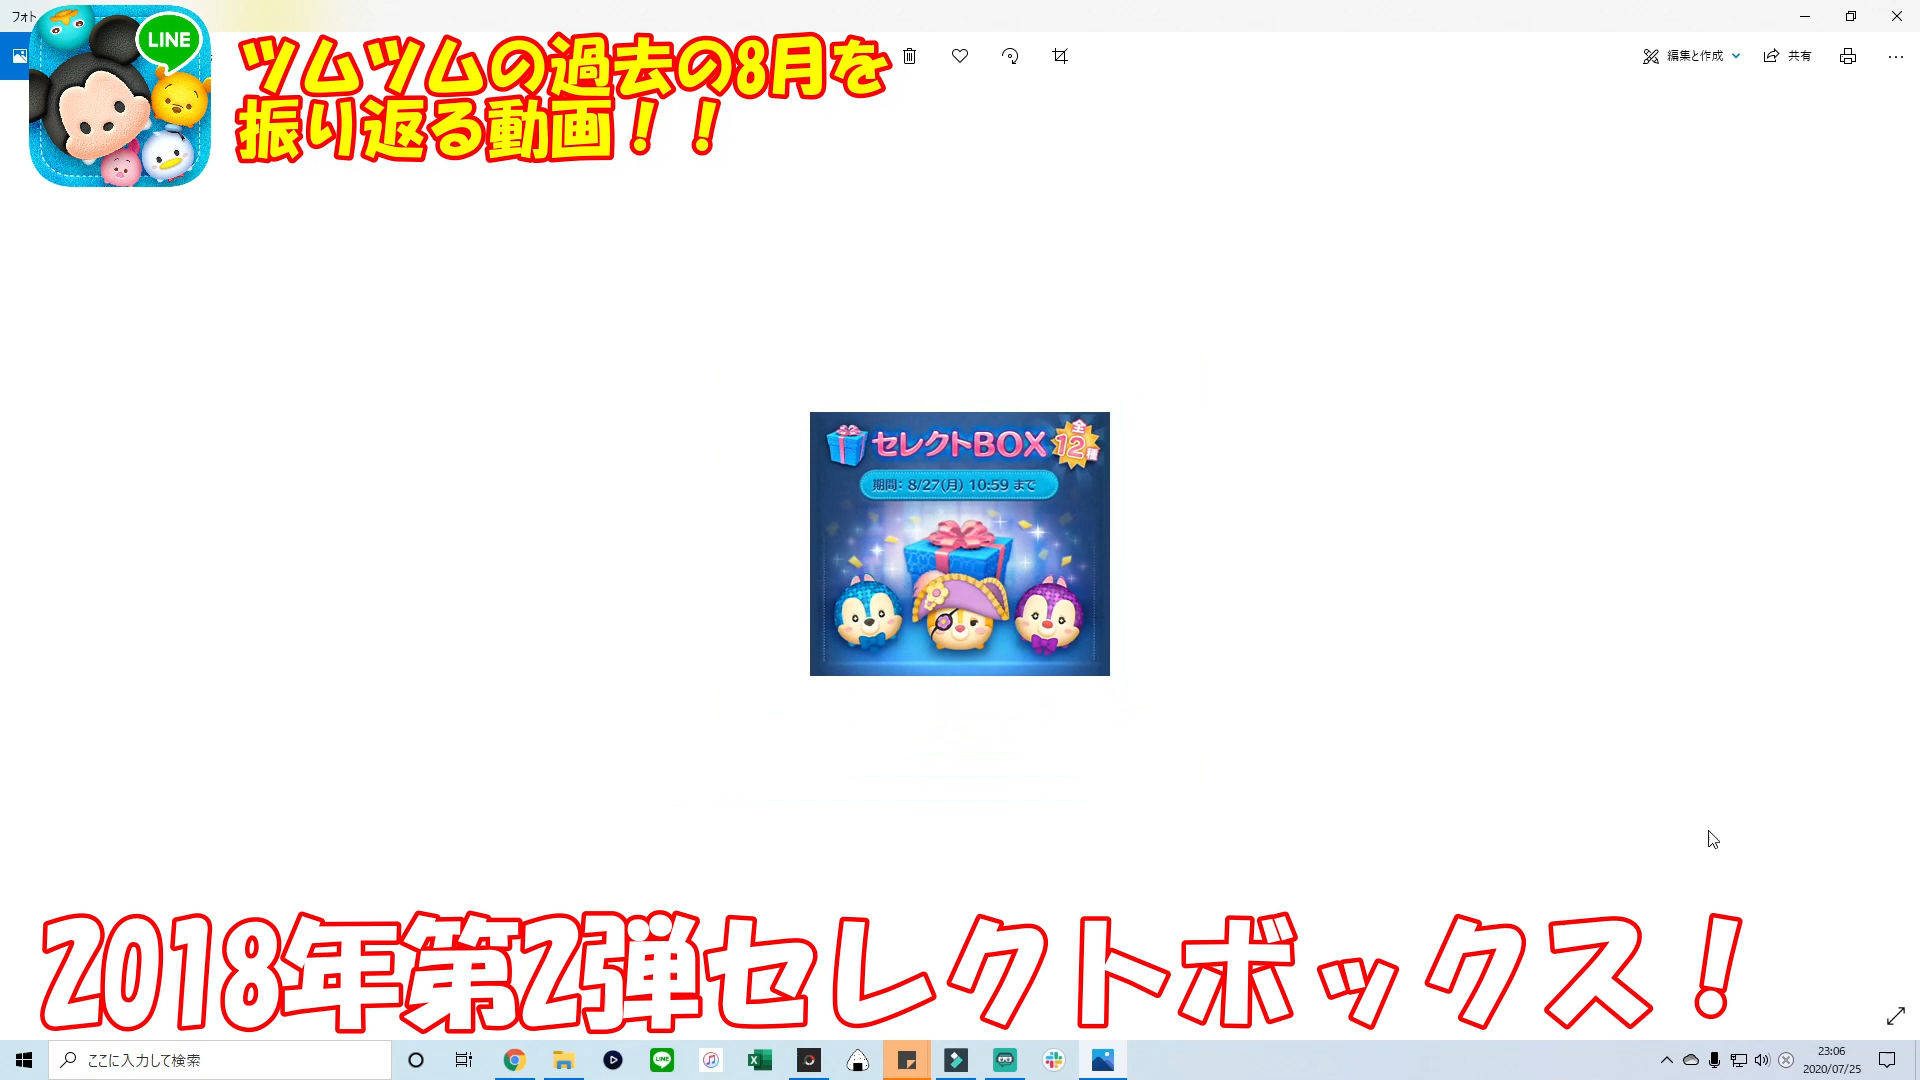 フォト
LINE
ツムツムの過去の8月を
振り返る動画！！
編集と作成
共有
セレクトBOX
全
12種
期間: 8/27(月) 10:59 まで
2018年第2弾セレクトボックス！
ここに入力して検索
LINE
23:06
2020/07/25